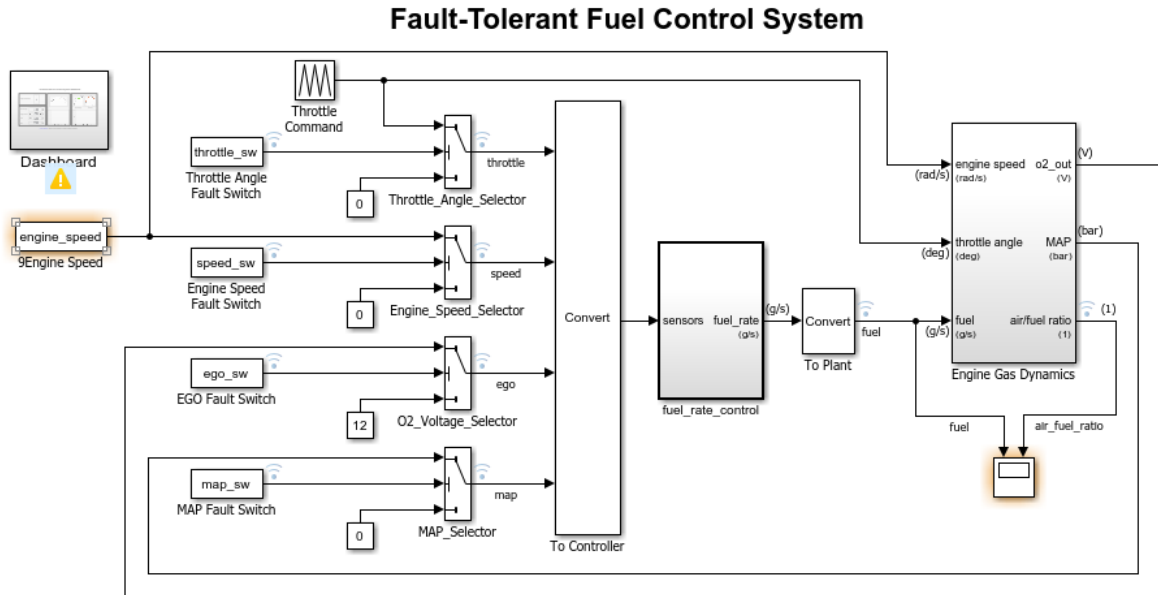 Fault-Tolerant Fuel Control System
Dashboard
Throttle
Command
throttle_sw
Throttle Angle
Fault Switch
0
Throttle_Angle_Selector
throttle
engine_speed
9Engine Speed
speed_sw
Engine Speed
Fault Switch
0
Engine_Speed_Selector
speed
ego_sw
EGO Fault Switch
12
O2_Voltage_Selector
ego
map_sw
MAP Fault Switch
0
MAP_Selector
map
Convert
To Controller
sensors
fuel_rate
(g/s)
fuel_rate_control
(g/s)
Convert
To Plant
fuel
(rad/s)
engine speed
(rad/s)
o2_out
(V)
(V)
(deg)
throttle angle
(deg)
MAP
(bar)
(bar)
(g/s)
fuel
(g/s)
air/fuel ratio
(1)
(1)
Engine Gas Dynamics
fuel
air_fuel_ratio